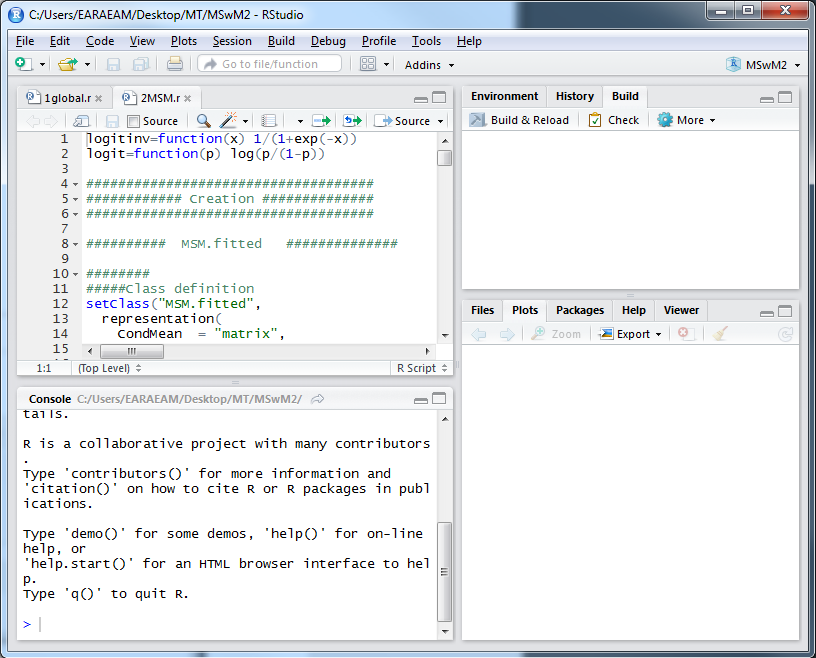 C:/Users/EARAEAM/Desktop/MT/MSwM2 - RStudio
File Edit Code View Plots Session Build Debug Profile Tools Help
Go to file/function Addins MSwM2
1global.r 2MSM.r
Source Source
1 logitinv=function(x) 1/(1+exp(-x))
2 logit=function(p) log(p/(1-p))
3
4 ####################################
5 ############ Creation ##############
6 ####################################
7
8 ########## MSM.fitted ##############
9
10 ########
11 #####Class definition
12 setClass("MSM.fitted",
13 representation(
14 CondMean = "matrix",
15
1:1 (Top Level) R Script
Console C:/Users/EARAEAM/Desktop/MT/MSwM2/
tails.
R is a collaborative project with many contributors
.
Type 'contributors()' for more information and
'citation()' on how to cite R or R packages in publ
ications.
Type 'demo()' for some demos, 'help()' for on-line
help, or
'help.start()' for an HTML browser interface to hel
p.
Type 'q()' to quit R.
>
Environment History Build
Build & Reload Check More
Files Plots Packages Help Viewer
Zoom Export